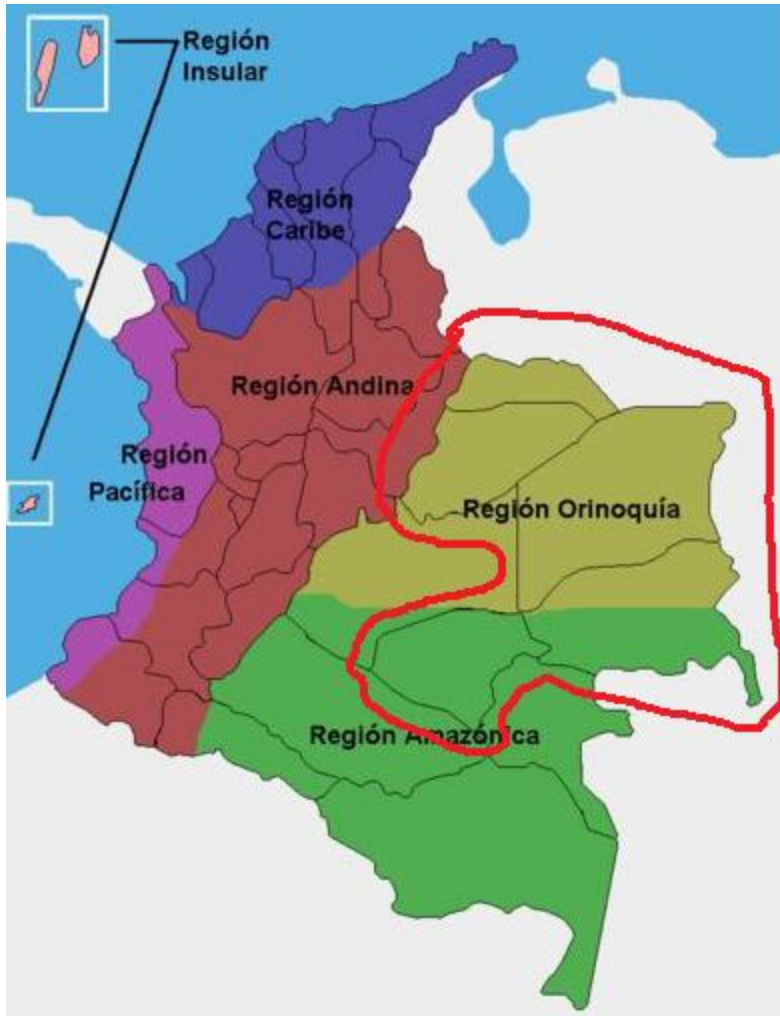 Región
Insular
Región
Caribe
Región Andina
Región
Pacífica
Región Orinoquía
Región Amazónica